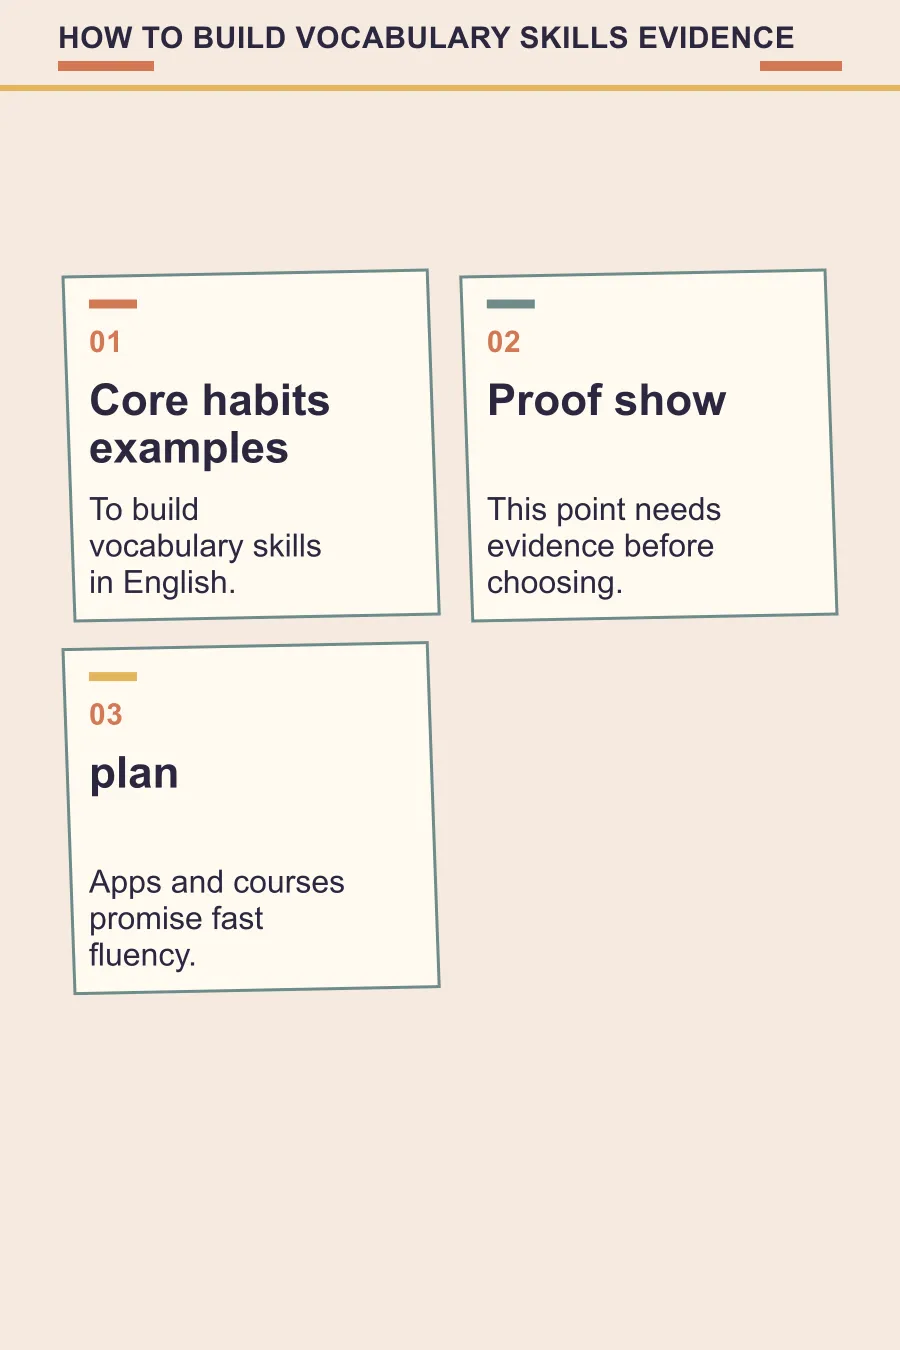 HOW TO BUILD VOCABULARY SKILLS EVIDENCE
01
Core habits
examples
To build
vocabulary skills
in English.
02
Proof show
This point needs
evidence before
choosing.
03
plan
Apps and courses
promise fast
fluency.